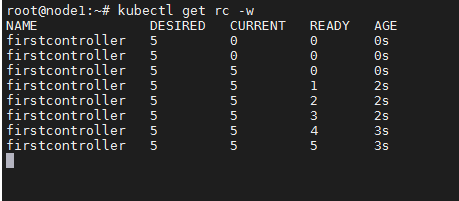 root@node1:~# kubectl get rc -w
NAME DESIRED CURRENT READY AGE
firstcontroller 5 0 0 0s
firstcontroller 5 0 0 0s
firstcontroller 5 5 0 0s
firstcontroller 5 5 1 2s
firstcontroller 5 5 2 2s
firstcontroller 5 5 3 2s
firstcontroller 5 5 4 3s
firstcontroller 5 5 5 3s